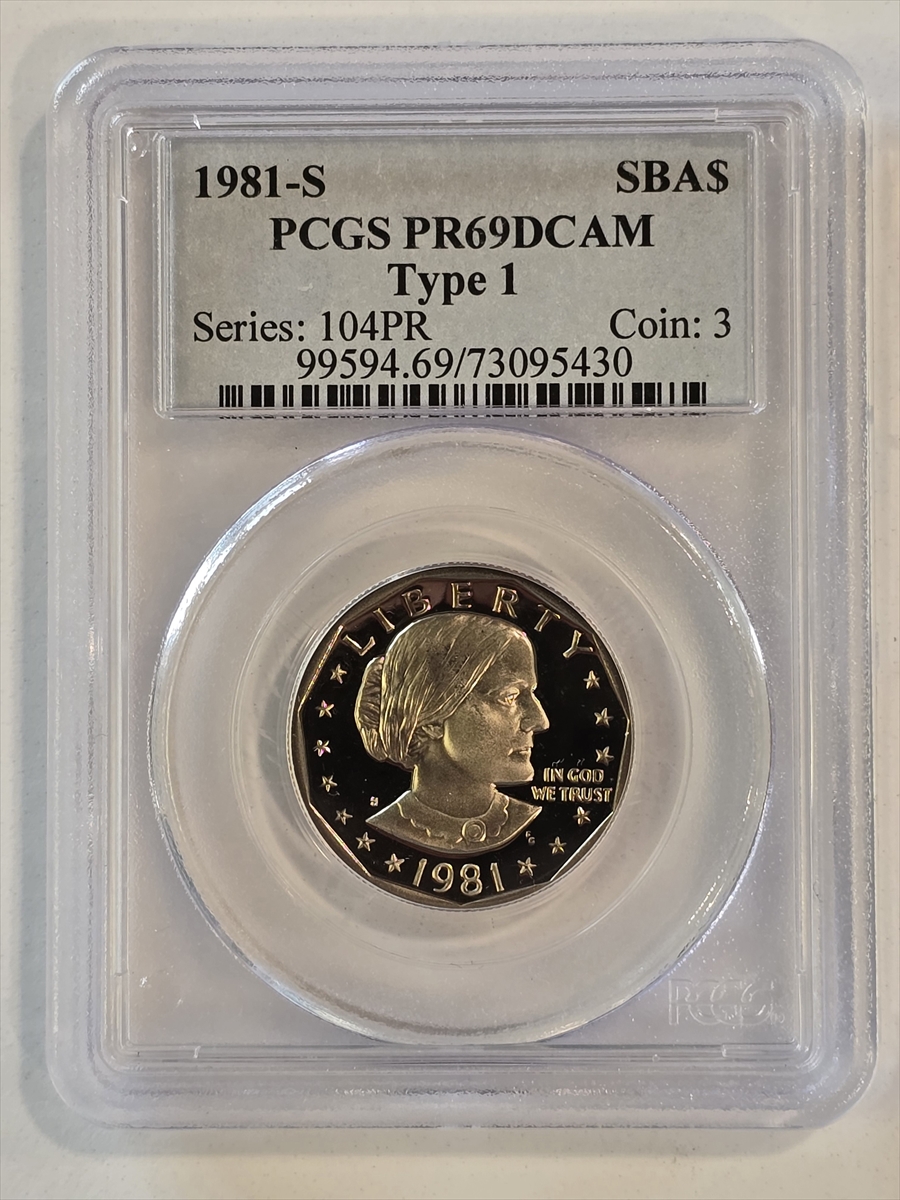 1981-S SBA$
PCGS PR69DCAM
Type 1
Series: 104PR Coin: 3
99594.69/73095430
LIBERTY
IN GOD
WE TRUST
S
FG
1981
PCGS